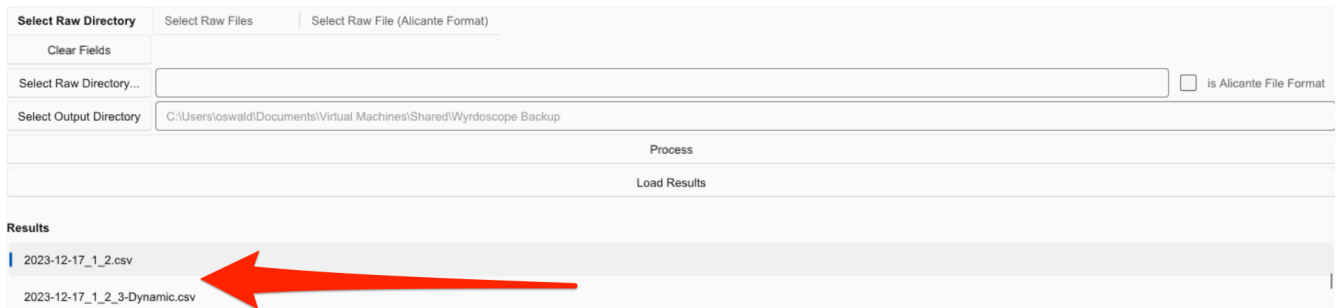 Select Raw Directory Select Raw Files Select Raw File (Alicante Format)
Clear Fields
Select Raw Directory... is Alicante File Format
Select Output Directory C:\Users\oswald\Documents\Virtual Machines\Shared\Wyrdoscope Backup
Process
Load Results
Results
2023-12-17_1_2.csv
2023-12-17_1_2_3-Dynamic.csv